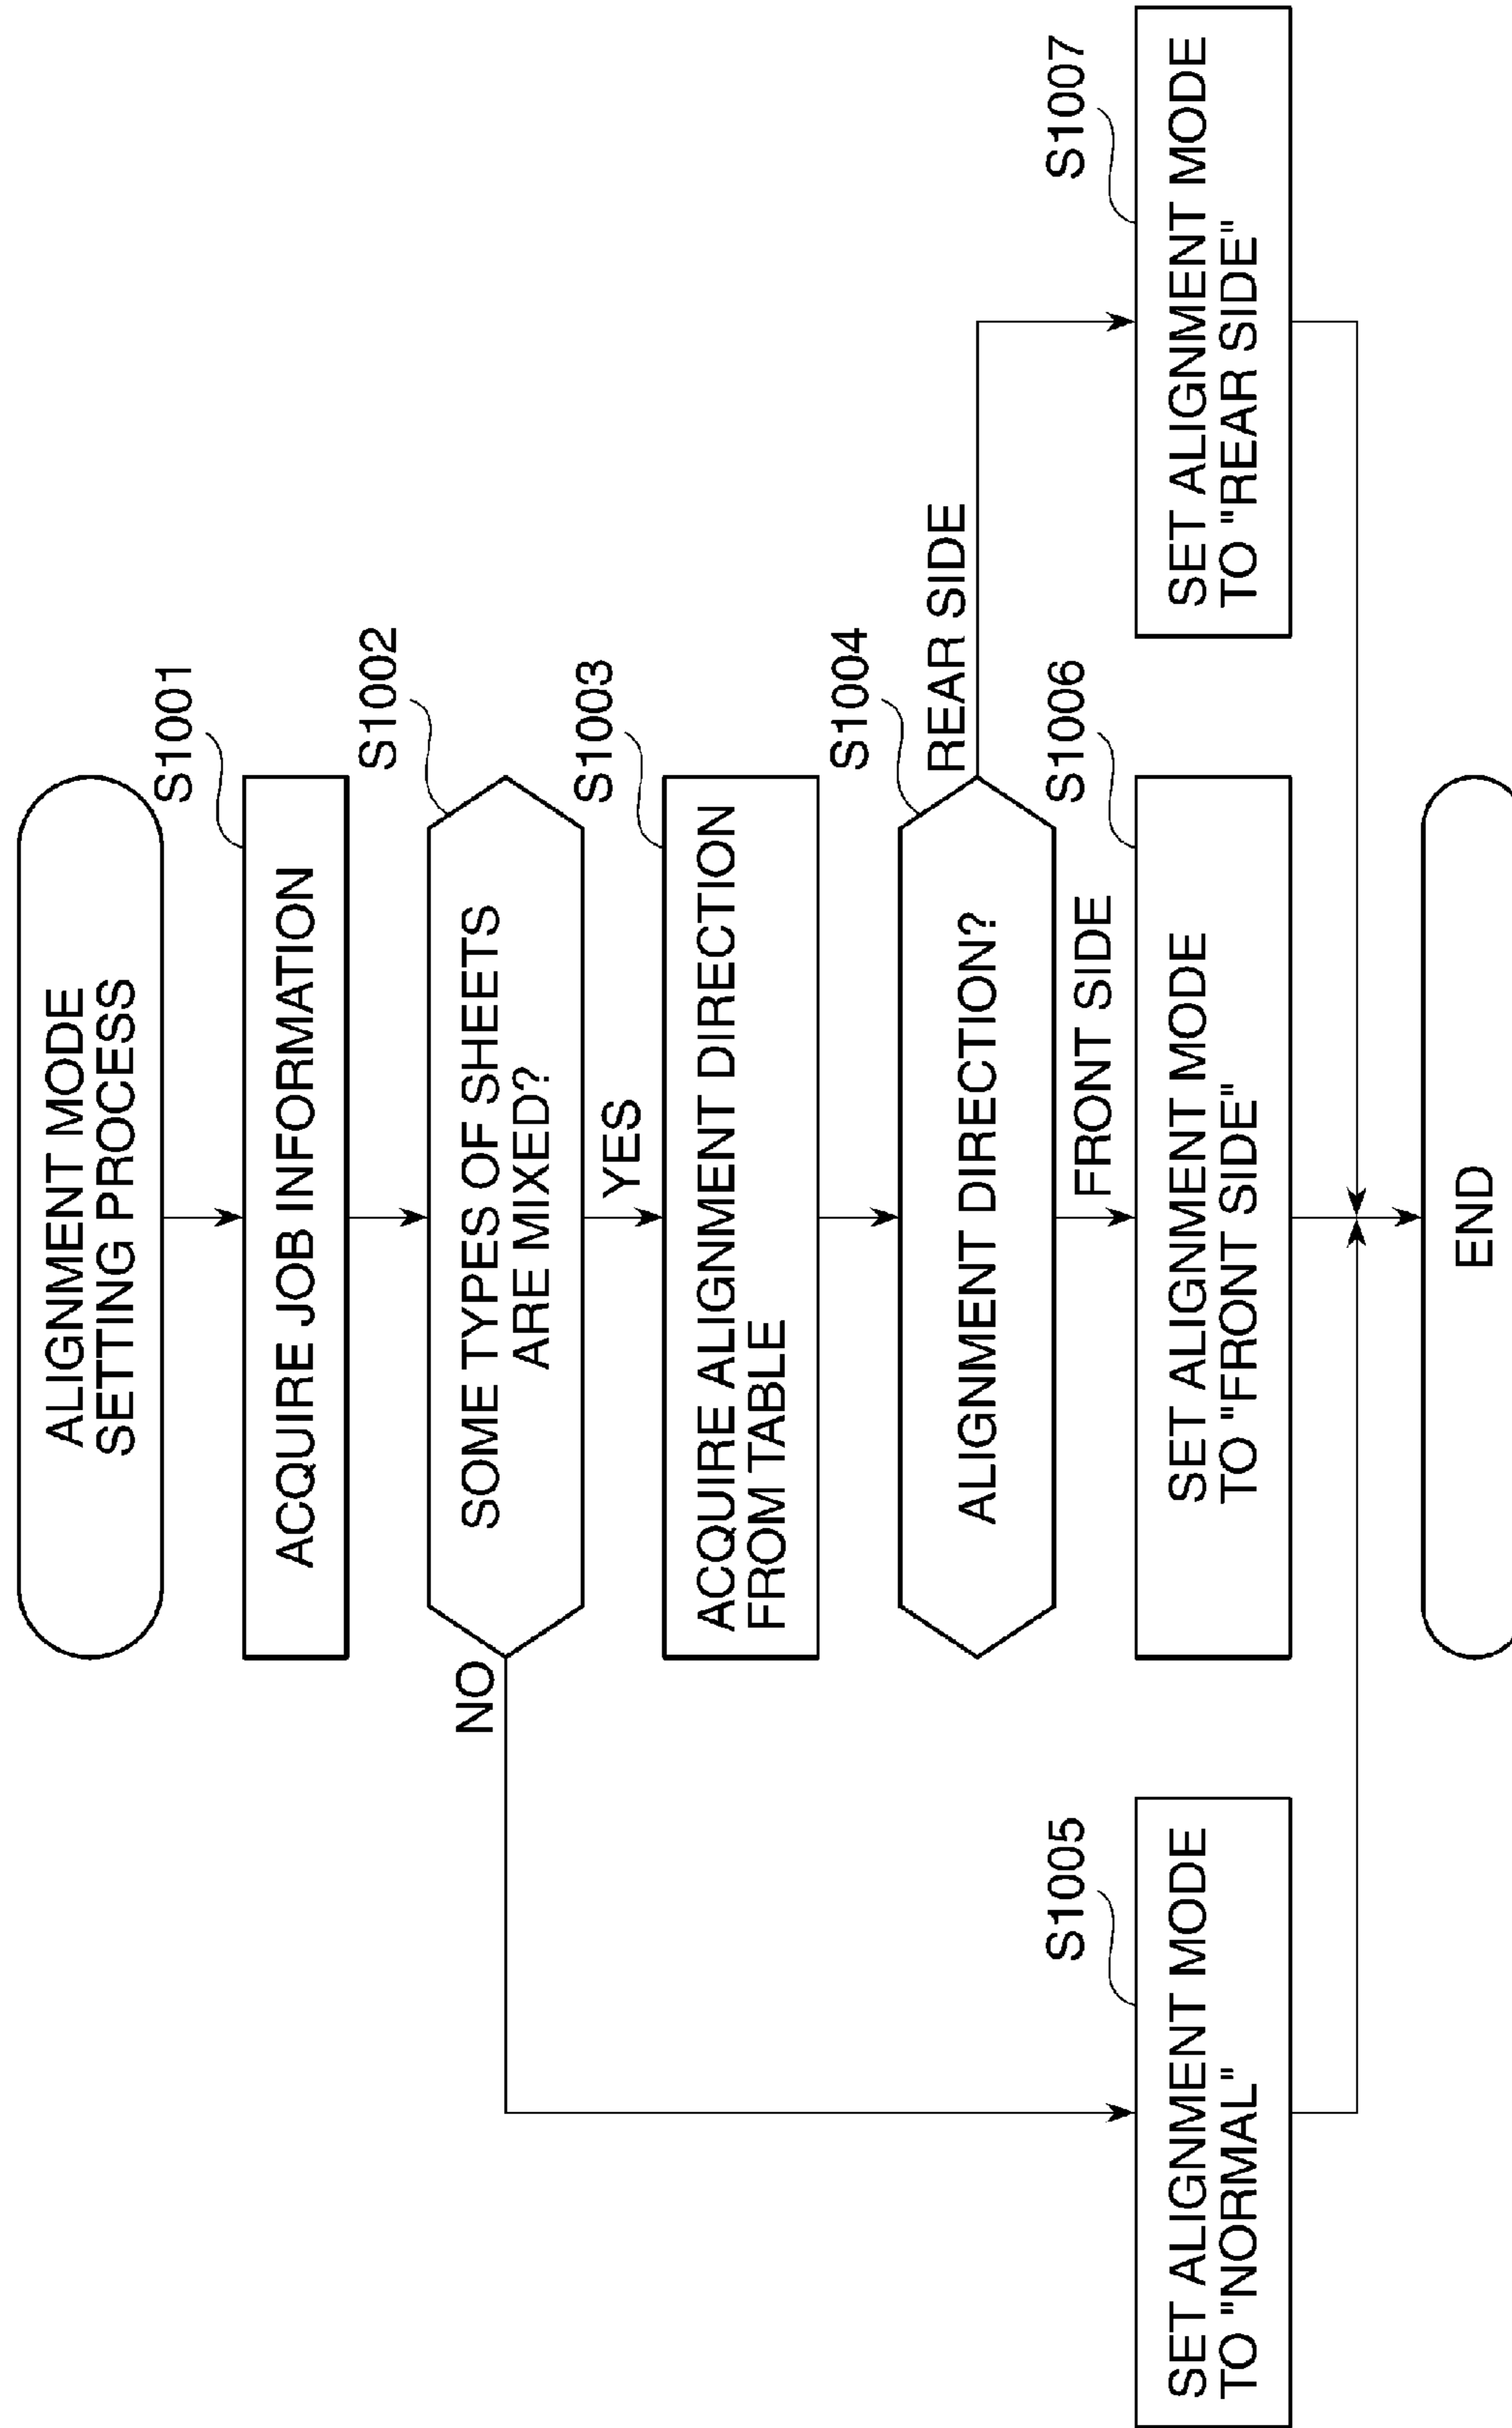 ALIGNMENT MODE
SETTING PROCESS
S1001
ACQUIRE JOB INFORMATION
S1002
SOME TYPES OF SHEETS
ARE MIXED?
NO
YES
S1003
ACQUIRE ALIGNMENT DIRECTION
FROM TABLE
S1004
ALIGNMENT DIRECTION?
REAR SIDE
FRONT SIDE
S1005
SET ALIGNMENT MODE
TO "NORMAL"
S1006
SET ALIGNMENT MODE
TO "FRONT SIDE"
S1007
SET ALIGNMENT MODE
TO "REAR SIDE"
END